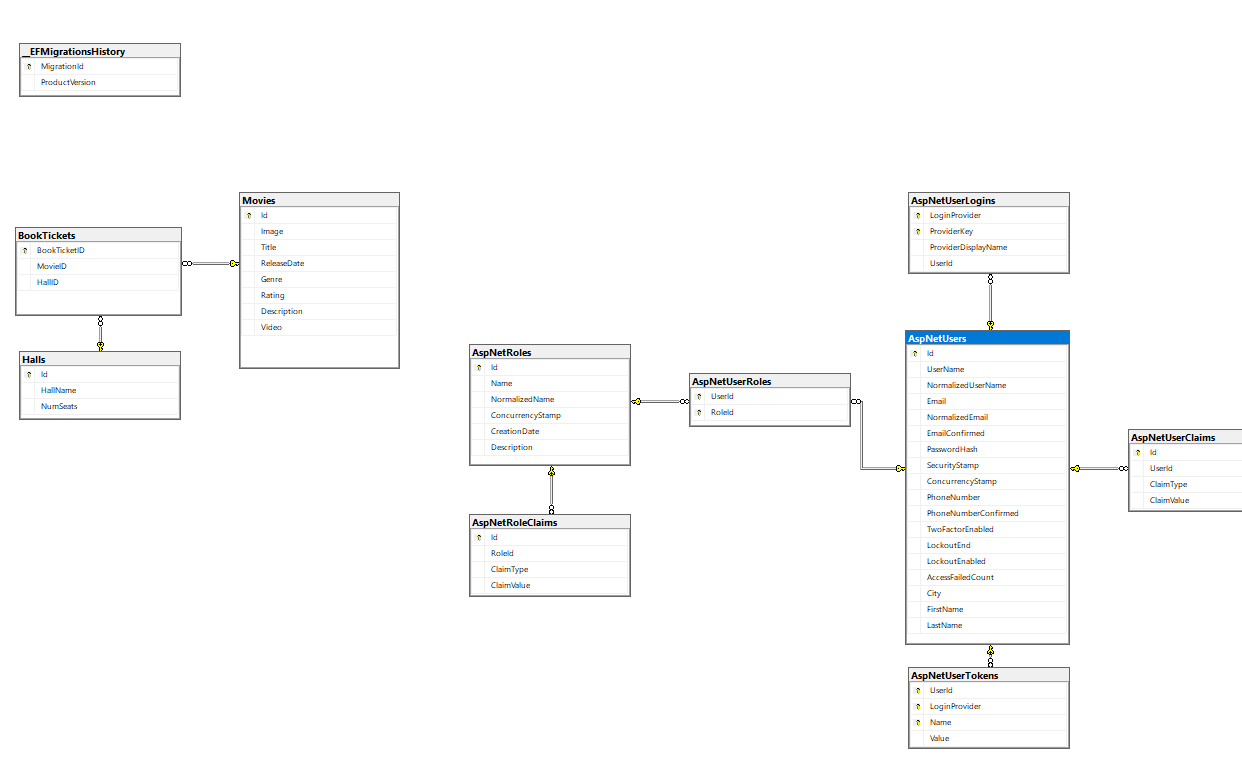 __EFMigrationsHistory
MigrationId
ProductVersion
Movies
Id
Image
Title
ReleaseDate
Genre
Rating
Description
Video
BookTickets
BookTicketID
MovieID
HallID
Halls
Id
HallName
NumSeats
AspNetRoles
Id
Name
NormalizedName
ConcurrencyStamp
CreationDate
Description
AspNetRoleClaims
Id
RoleId
ClaimType
ClaimValue
AspNetUserRoles
UserId
RoleId
AspNetUserLogins
LoginProvider
ProviderKey
ProviderDisplayName
UserId
AspNetUsers
Id
UserName
NormalizedUserName
Email
NormalizedEmail
EmailConfirmed
PasswordHash
SecurityStamp
ConcurrencyStamp
PhoneNumber
PhoneNumberConfirmed
TwoFactorEnabled
LockoutEnd
LockoutEnabled
AccessFailedCount
City
FirstName
LastName
AspNetUserClaims
Id
UserId
ClaimType
ClaimValue
AspNetUserTokens
UserId
LoginProvider
Name
Value